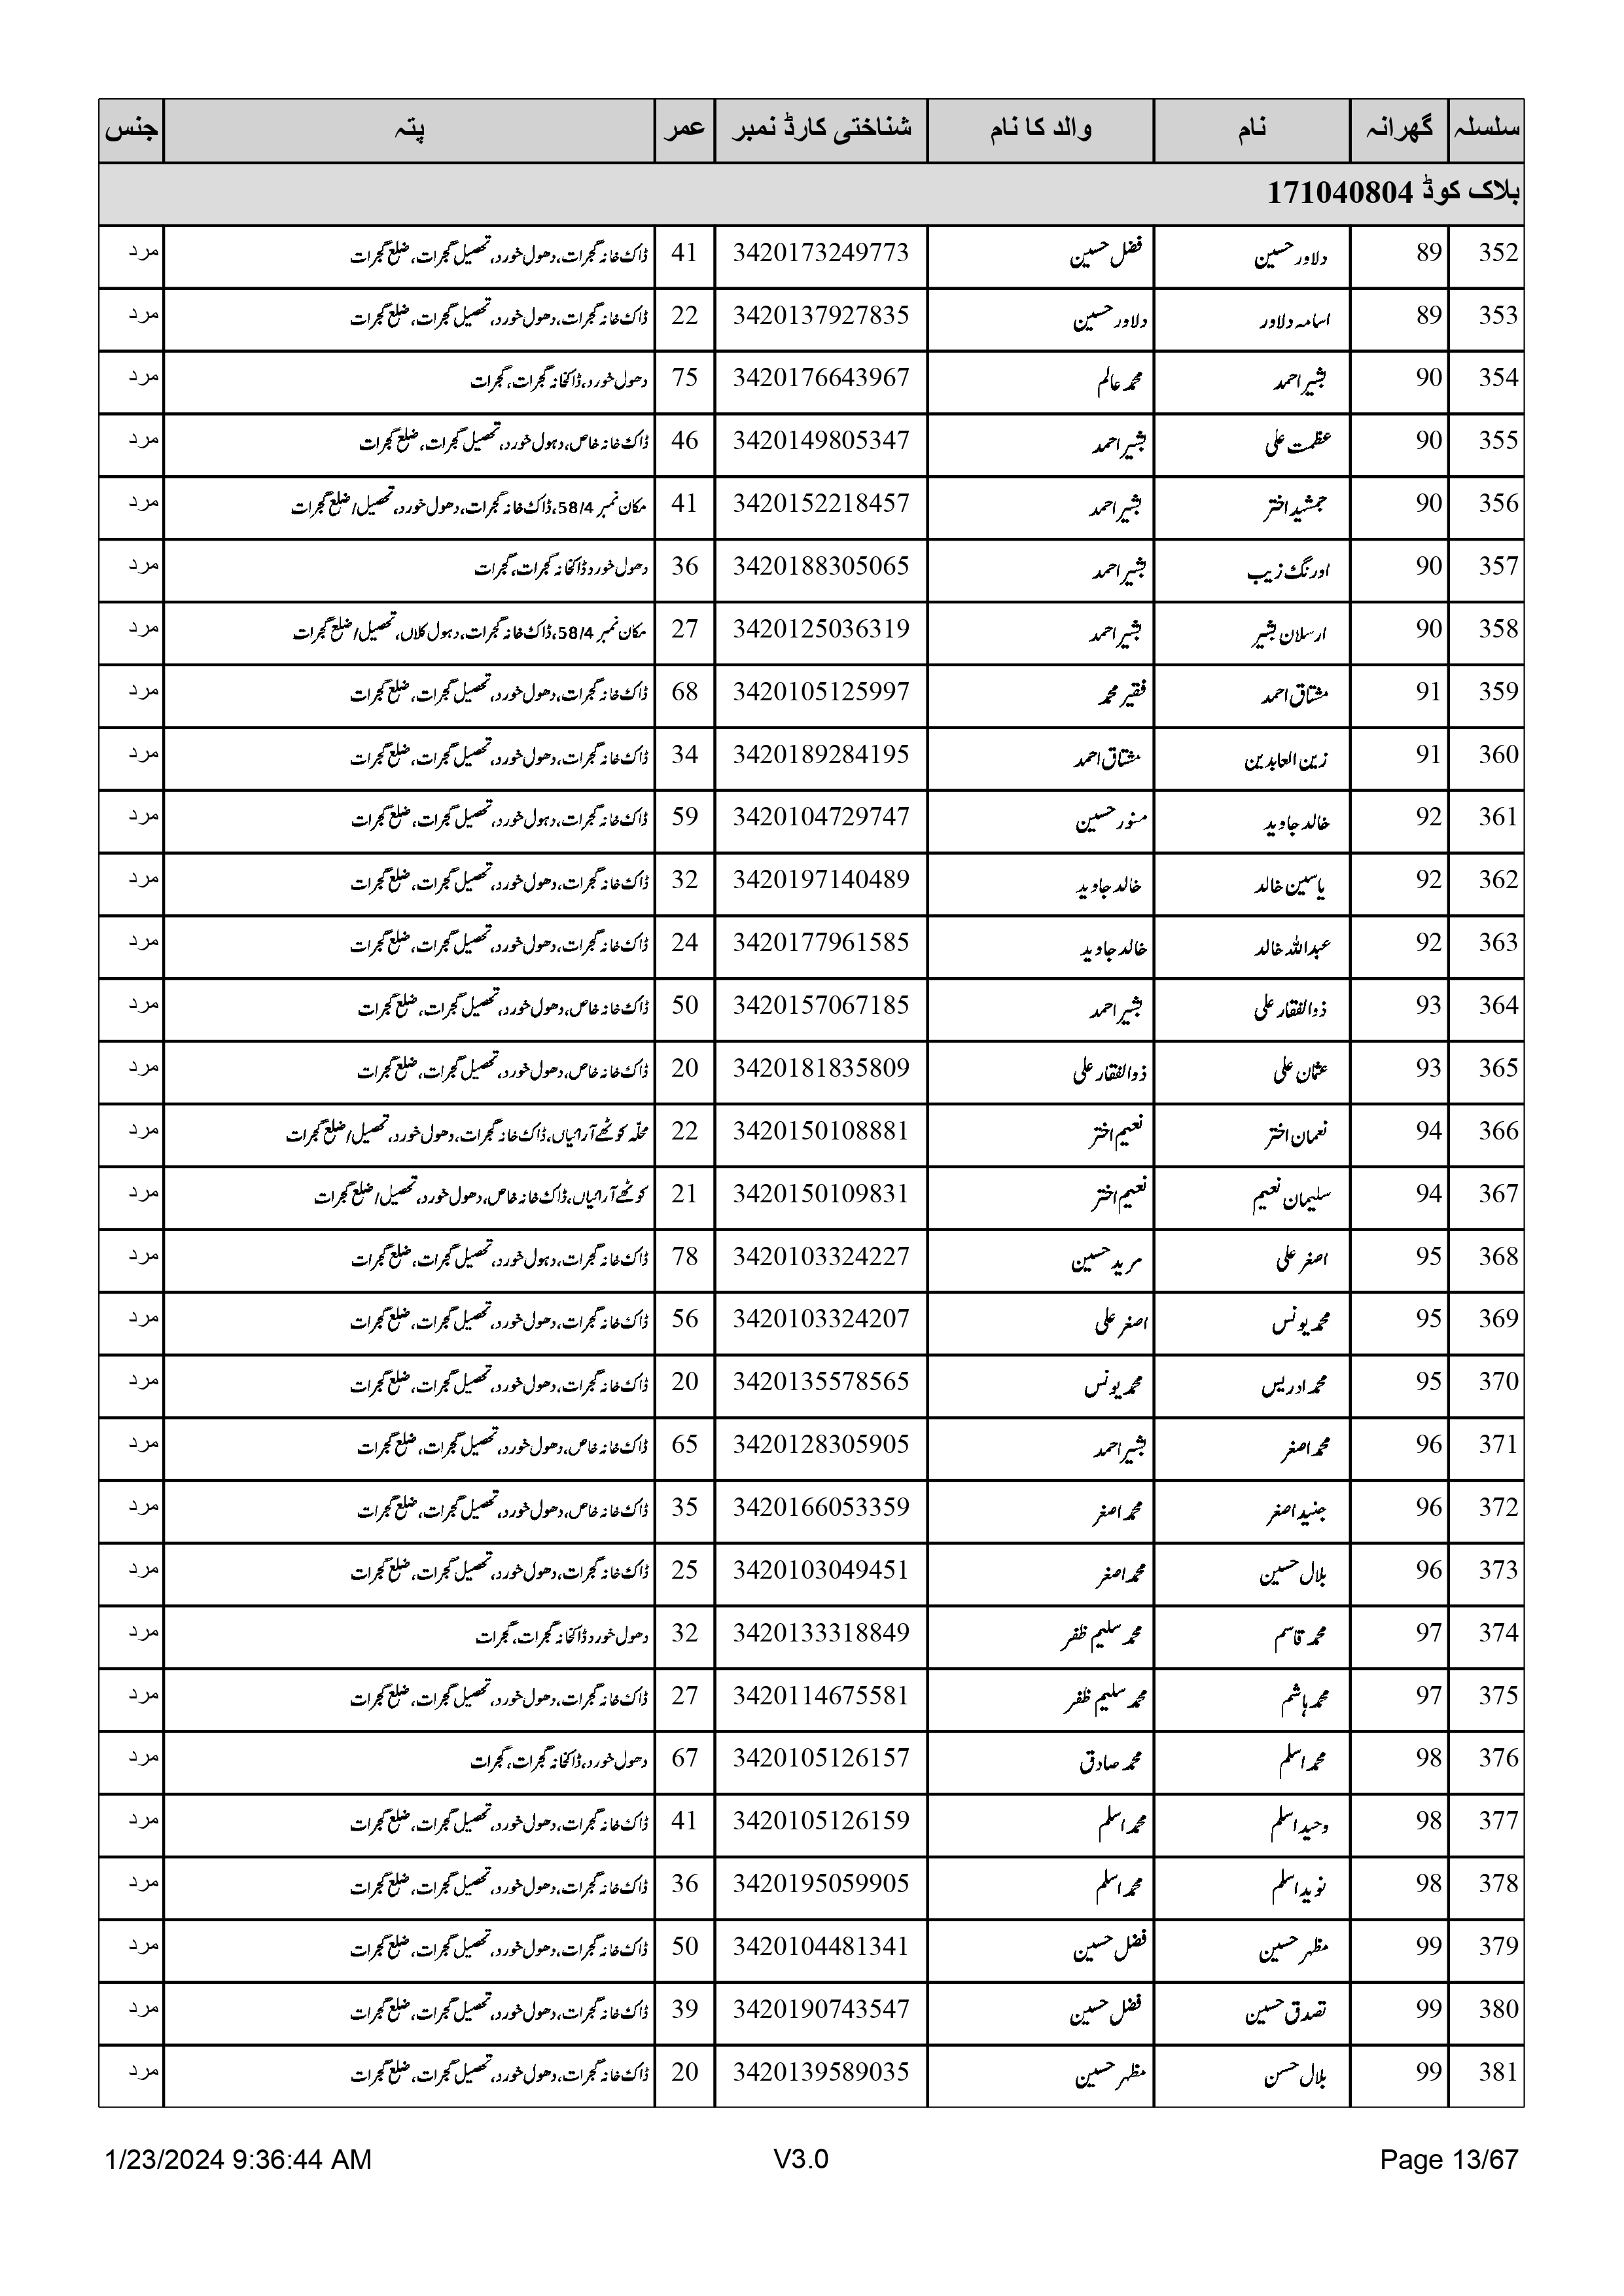 سلسلہ گھرانہ نام والد کا نام شناختی کارڈ نمبر عمر پتہ جنس
بلاک کوڈ 171040804
352 89 دلاور حسین فضل حسین 3420173249773 41 ڈاک خانہ گجرات، دھول خورد، تحصیل گجرات، ضلع گجرات مرد
353 89 اسامہ دلاور دلاور حسین 3420137927835 22 ڈاک خانہ گجرات، دھول خورد، تحصیل گجرات، ضلع گجرات مرد
354 90 بشیر احمد محمد عالم 3420176643967 75 دھول خورد، ڈاکخانہ گجرات، گجرات مرد
355 90 عظمت علی بشیر احمد 3420149805347 46 ڈاک خانہ خاص، دہول خورد، تحصیل گجرات، ضلع گجرات مرد
356 90 جمشید اختر بشیر احمد 3420152218457 41 مکان نمبر 58/4، ڈاک خانہ گجرات، دھول خورد، تحصیل/ ضلع گجرات مرد
357 90 اورنگ زیب بشیر احمد 3420188305065 36 دھول خورد ڈاکخانہ گجرات، گجرات مرد
358 90 ارسلان بشیر بشیر احمد 3420125036319 27 مکان نمبر 58/4، ڈاک خانہ گجرات، دہول کلاں، تحصیل/ ضلع گجرات مرد
359 91 مشتاق احمد فقیر محمد 3420105125997 68 ڈاک خانہ گجرات، دھول خورد، تحصیل گجرات، ضلع گجرات مرد
360 91 زین العابدین مشتاق احمد 3420189284195 34 ڈاک خانہ گجرات، دھول خورد، تحصیل گجرات، ضلع گجرات مرد
361 92 خالد جاوید منور حسین 3420104729747 59 ڈاک خانہ گجرات، دہول خورد، تحصیل گجرات، ضلع گجرات مرد
362 92 یاسین خالد خالد جاوید 3420197140489 32 ڈاک خانہ گجرات، دھول خورد، تحصیل گجرات، ضلع گجرات مرد
363 92 عبداللہ خالد خالد جاوید 3420177961585 24 ڈاک خانہ گجرات، دھول خورد، تحصیل گجرات، ضلع گجرات مرد
364 93 ذوالفقار علی بشیر احمد 3420157067185 50 ڈاک خانہ خاص، دھول خورد، تحصیل گجرات، ضلع گجرات مرد
365 93 عثمان علی ذوالفقار علی 3420181835809 20 ڈاک خانہ خاص، دھول خورد، تحصیل گجرات، ضلع گجرات مرد
366 94 نعمان اختر نعیم اختر 3420150108881 22 محلہ کوٹھے آرائیاں، ڈاک خانہ گجرات، دھول خورد، تحصیل/ ضلع گجرات مرد
367 94 سلیمان نعیم نعیم اختر 3420150109831 21 کوٹھے آرائیاں، ڈاک خانہ خاص، دھول خورد، تحصیل/ ضلع گجرات مرد
368 95 اصغر علی مرید حسین 3420103324227 78 ڈاک خانہ گجرات، دہول خورد، تحصیل گجرات، ضلع گجرات مرد
369 95 محمد یونس اصغر علی 3420103324207 56 ڈاک خانہ گجرات، دھول خورد، تحصیل گجرات، ضلع گجرات مرد
370 95 محمد ادریس محمد یونس 3420135578565 20 ڈاک خانہ گجرات، دھول خورد، تحصیل گجرات، ضلع گجرات مرد
371 96 محمد اصغر بشیر احمد 3420128305905 65 ڈاک خانہ خاص، دھول خورد، تحصیل گجرات، ضلع گجرات مرد
372 96 جنید اصغر محمد اصغر 3420166053359 35 ڈاک خانہ خاص، دھول خورد، تحصیل گجرات، ضلع گجرات مرد
373 96 بلال حسین محمد اصغر 3420103049451 25 ڈاک خانہ گجرات، دھول خورد، تحصیل گجرات، ضلع گجرات مرد
374 97 محمد قاسم محمد سلیم ظفر 3420133318849 32 دھول خورد ڈاکخانہ گجرات، گجرات مرد
375 97 محمد ہاشم محمد سلیم ظفر 3420114675581 27 ڈاک خانہ گجرات، دھول خورد، تحصیل گجرات، ضلع گجرات مرد
376 98 محمد اسلم محمد صادق 3420105126157 67 دھول خورد، ڈاکخانہ گجرات، گجرات مرد
377 98 وحید اسلم محمد اسلم 3420105126159 41 ڈاک خانہ گجرات، دھول خورد، تحصیل گجرات، ضلع گجرات مرد
378 98 نوید اسلم محمد اسلم 3420195059905 36 ڈاک خانہ گجرات، دھول خورد، تحصیل گجرات، ضلع گجرات مرد
379 99 مظہر حسین فضل حسین 3420104481341 50 ڈاک خانہ گجرات، دھول خورد، تحصیل گجرات، ضلع گجرات مرد
380 99 تصدق حسین فضل حسین 3420190743547 39 ڈاک خانہ گجرات، دھول خورد، تحصیل گجرات، ضلع گجرات مرد
381 99 بلال حسن مظہر حسین 3420139589035 20 ڈاک خانہ گجرات، دھول خورد، تحصیل گجرات، ضلع گجرات مرد
1/23/2024 9:36:44 AM V3.0 Page 13/67